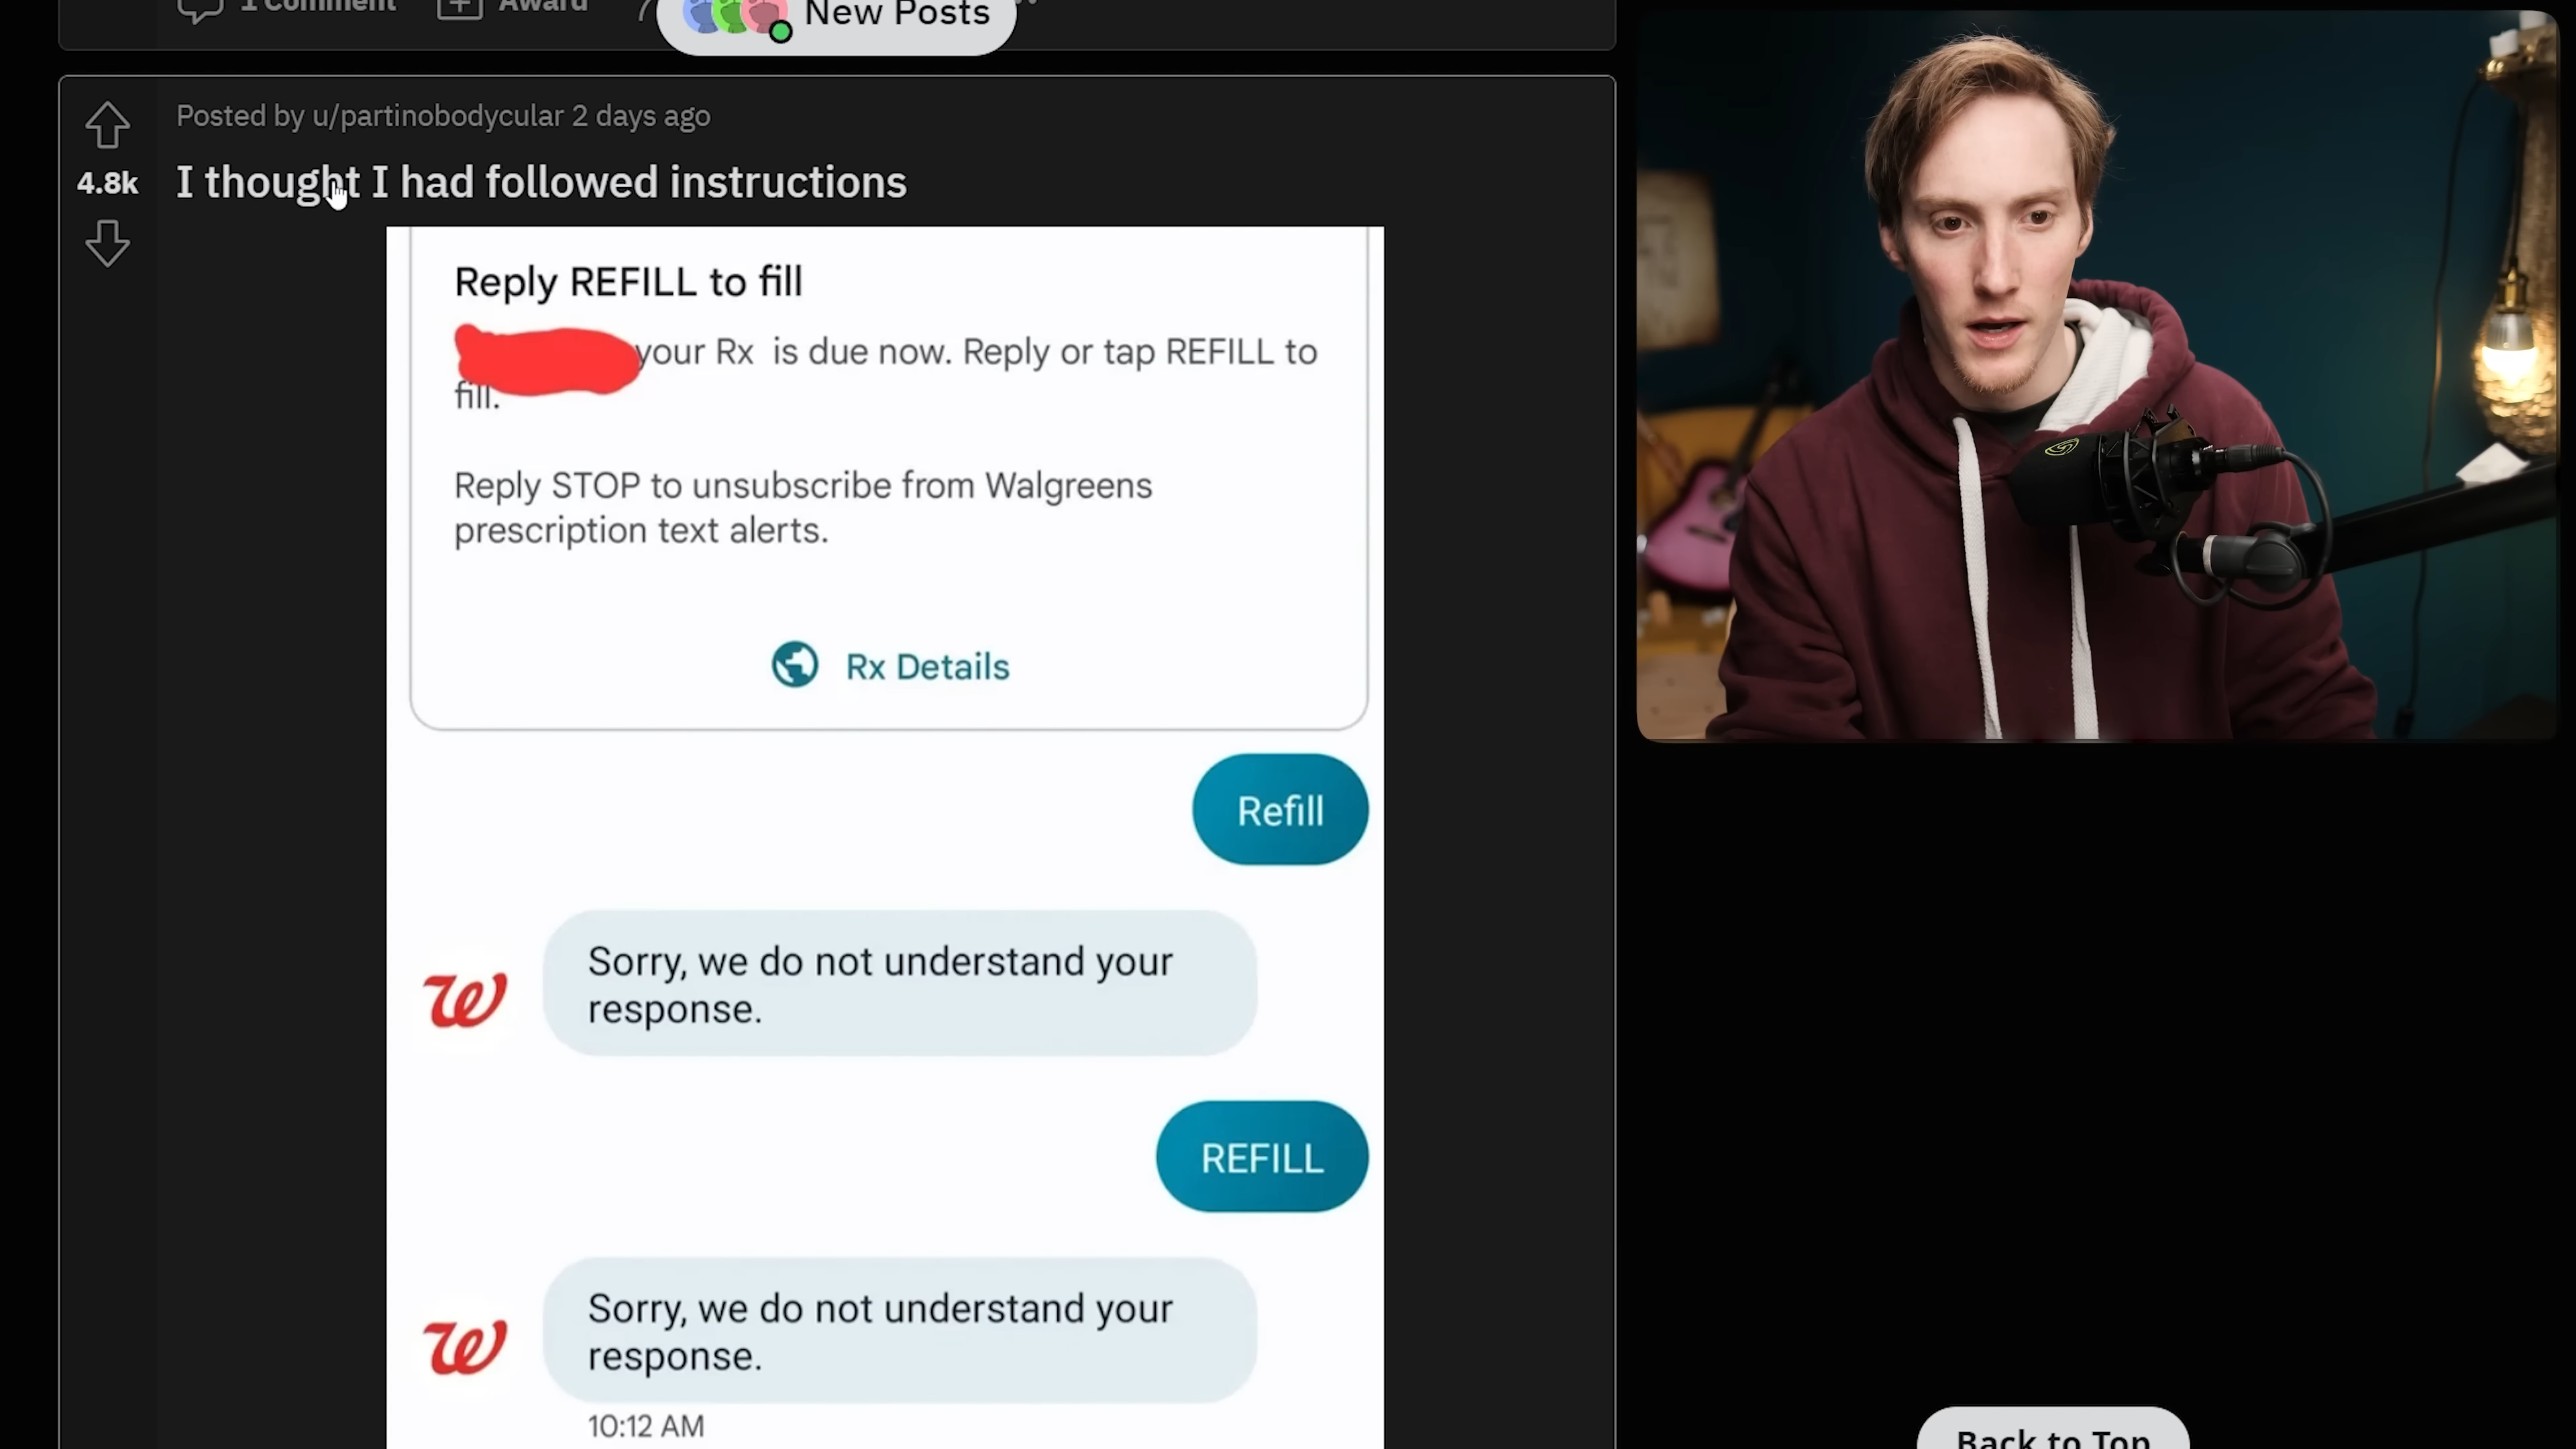 1 Comment Award
New Posts
Posted by u/partinobodycular 2 days ago
4.8k
I thought I had followed instructions
Reply REFILL to fill
your Rx is due now. Reply or tap REFILL to
fill.
Reply STOP to unsubscribe from Walgreens
prescription text alerts.
Rx Details
Refill
Sorry, we do not understand your
response.
REFILL
Sorry, we do not understand your
response.
10:12 AM
Back to Top